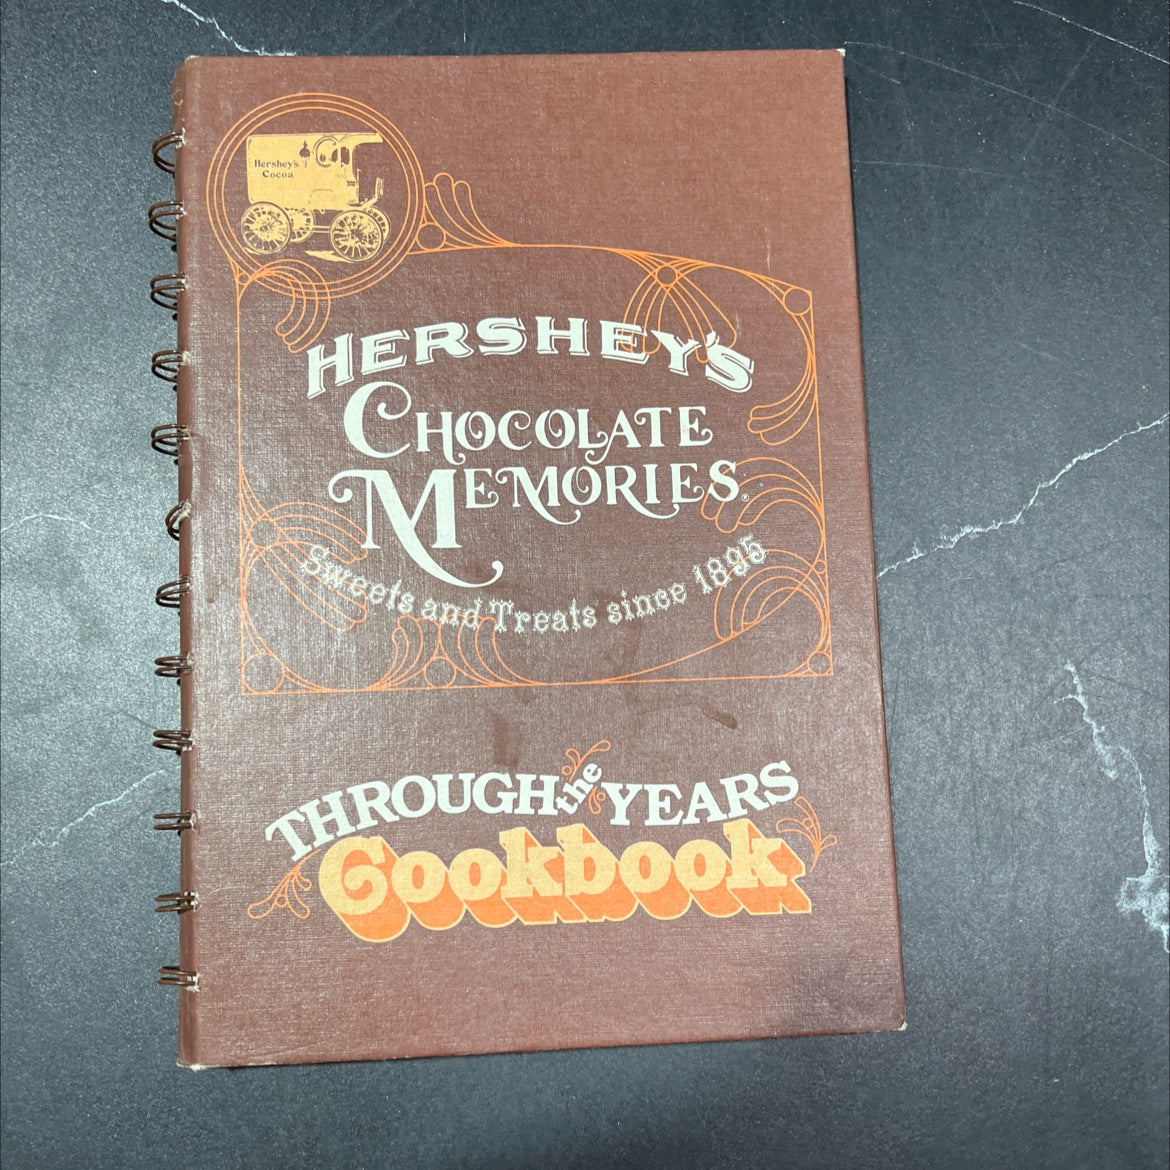 Hershey's
Cocoa
HERSHEY'S
CHOCOLATE
MEMORIES®
Sweets and Treats since 1895
THROUGH the YEARS
Cookbook